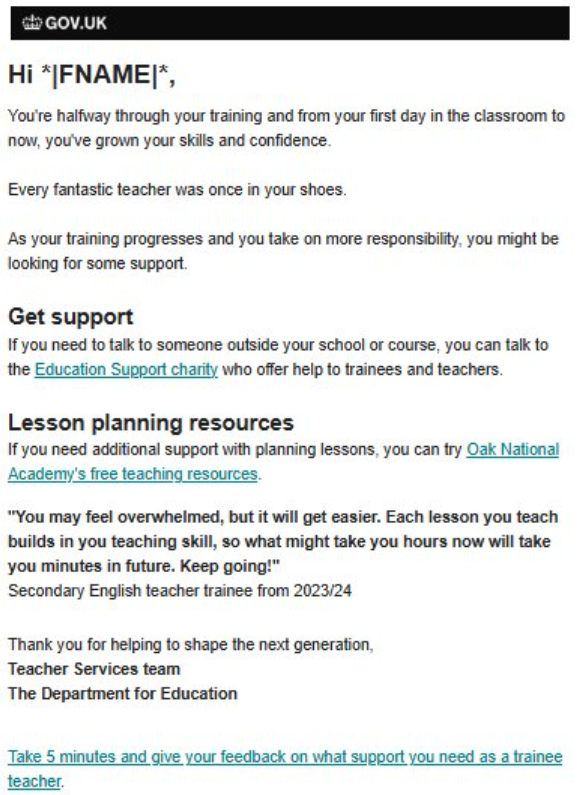 GOV.UK
Hi *|FNAME|*,
You're halfway through your training and from your first day in the classroom to
now, you've grown your skills and confidence.
Every fantastic teacher was once in your shoes.
As your training progresses and you take on more responsibility, you might be
looking for some support.
Get support
If you need to talk to someone outside your school or course, you can talk to
the Education Support charity who offer help to trainees and teachers.
Lesson planning resources
If you need additional support with planning lessons, you can try Oak National
Academy's free teaching resources.
"You may feel overwhelmed, but it will get easier. Each lesson you teach
builds in you teaching skill, so what might take you hours now will take
you minutes in future. Keep going!"
Secondary English teacher trainee from 2023/24
Thank you for helping to shape the next generation,
Teacher Services team
The Department for Education
Take 5 minutes and give your feedback on what support you need as a trainee
teacher.